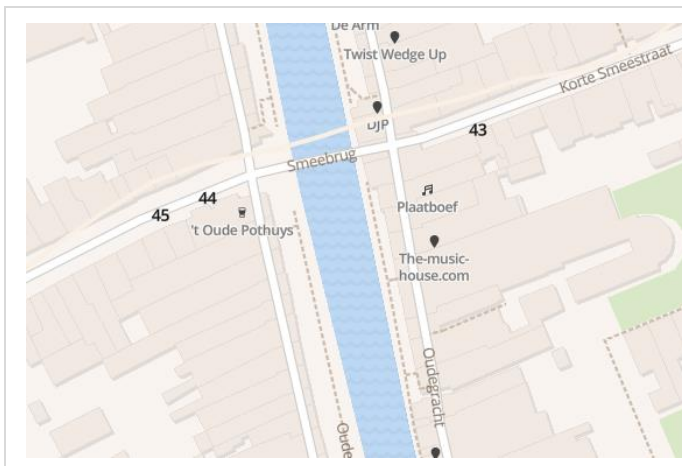 De Arm
Twist Wedge Up
DJP
Korte Smeestraat
43
Smeebrug
44
45
't Oude Pothuys
Plaatboef
The-music-
house.com
Oudegracht
Oude